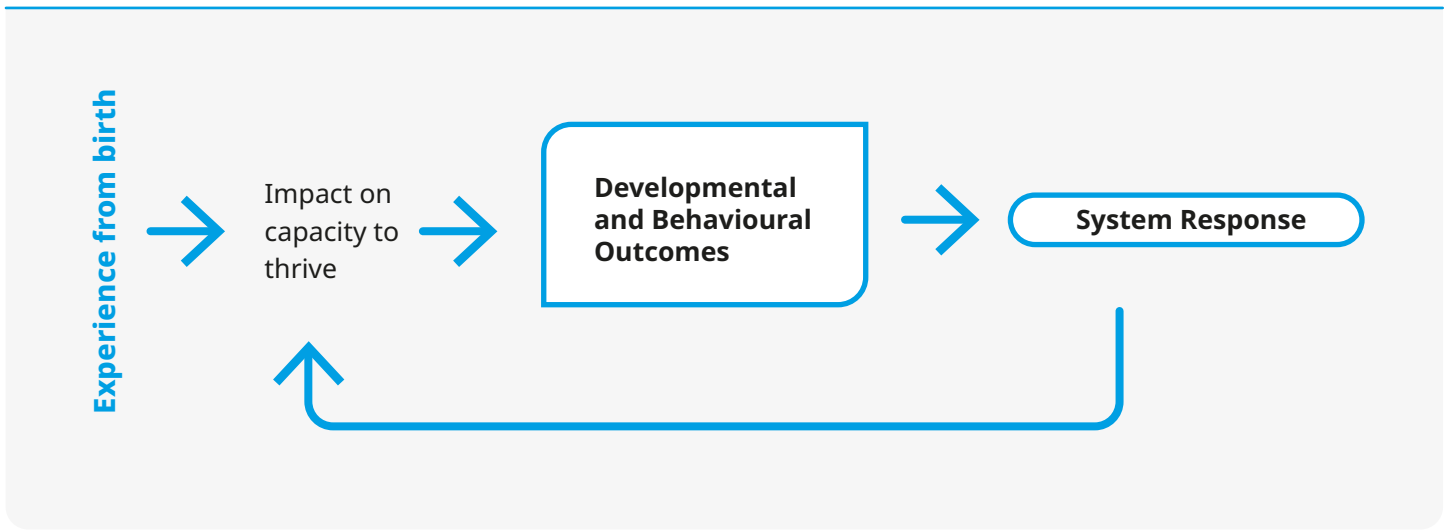 Experience from birth
Impact on
capacity to
thrive
Developmental
and Behavioural
Outcomes
System Response